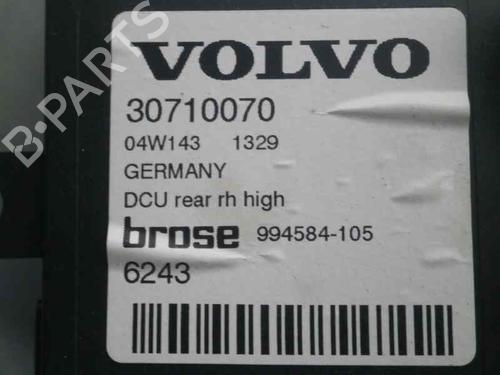 VOLVO
30710070
04W143 1329
GERMANY
DCU rear rh high
brose 994584-105
6243
B-PARTS